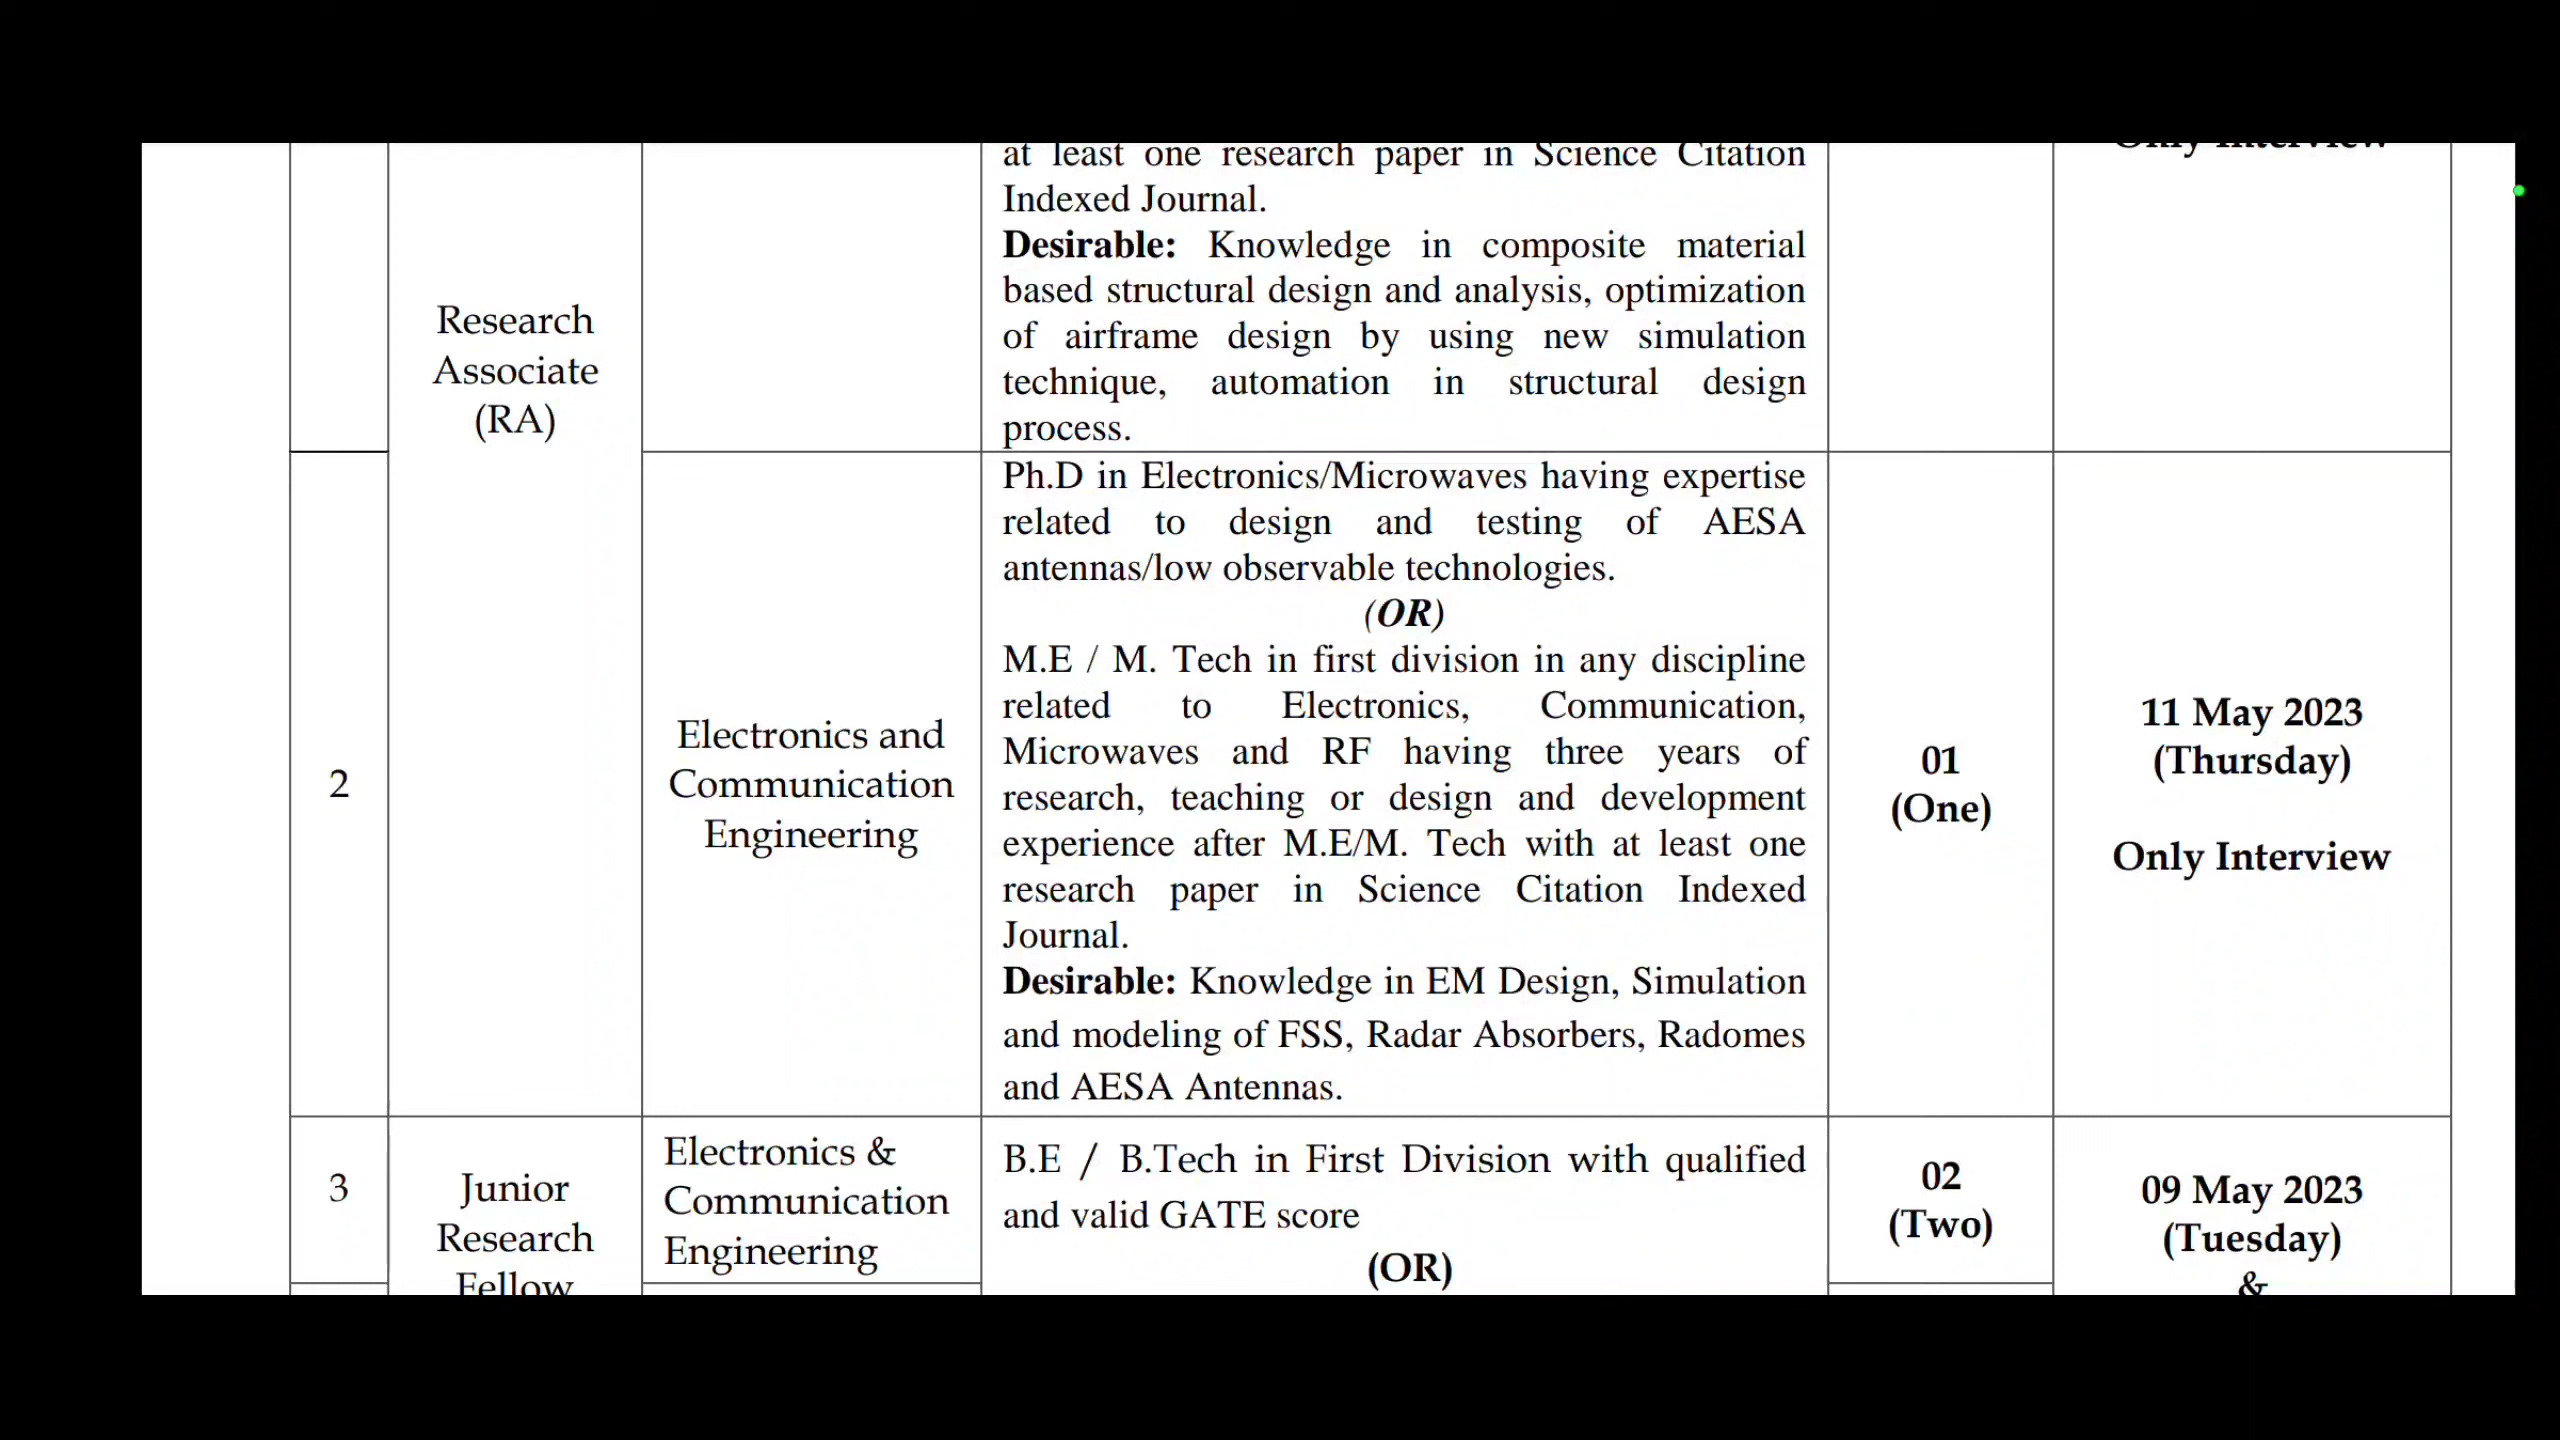 at least one research paper in Science Citation
Indexed Journal.
Desirable: Knowledge in composite material
based structural design and analysis, optimization
of airframe design by using new simulation
technique, automation in structural design
process.
Only Interview
Research
Associate
(RA)
2
Electronics and
Communication
Engineering
Ph.D in Electronics/Microwaves having expertise
related to design and testing of AESA
antennas/low observable technologies.
(OR)
M.E / M. Tech in first division in any discipline
related to Electronics, Communication,
Microwaves and RF having three years of
research, teaching or design and development
experience after M.E/M. Tech with at least one
research paper in Science Citation Indexed
Journal.
Desirable: Knowledge in EM Design, Simulation
and modeling of FSS, Radar Absorbers, Radomes
and AESA Antennas.
01
(One)
11 May 2023
(Thursday)
Only Interview
3
Junior
Research
Fellow
Electronics &
Communication
Engineering
B.E / B.Tech in First Division with qualified
and valid GATE score
(OR)
02
(Two)
09 May 2023
(Tuesday)
&